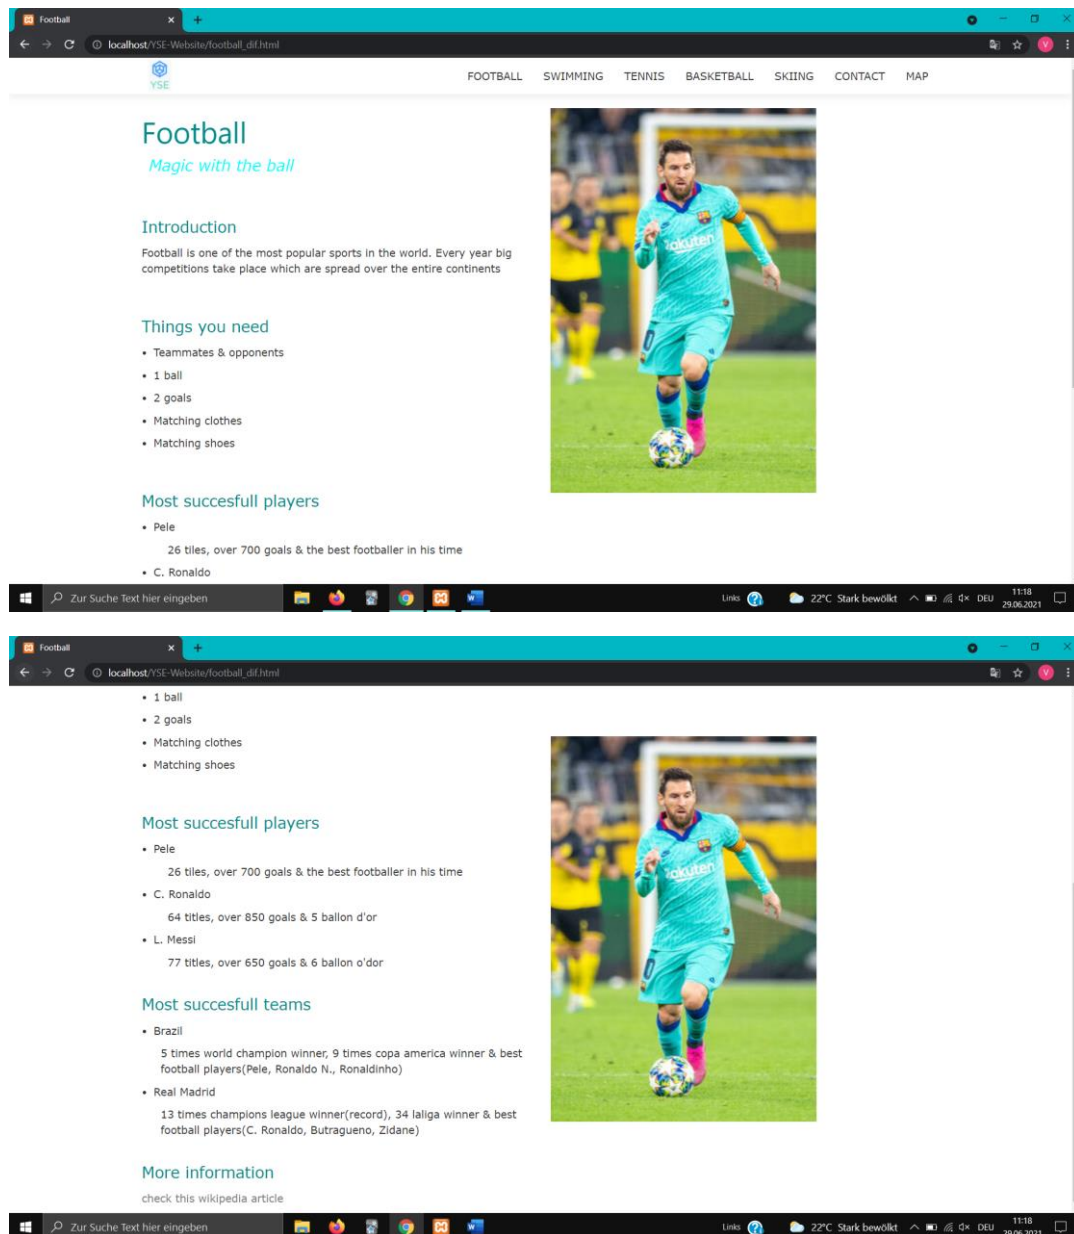 Football
localhost/YSE-Website/football_dif.html
YSE
FOOTBALL SWIMMING TENNIS BASKETBALL SKIING CONTACT MAP
Football
Magic with the ball
Introduction
Football is one of the most popular sports in the world. Every year big
competitions take place which are spread over the entire continents
Things you need
• Teammates & opponents
• 1 ball
• 2 goals
• Matching clothes
• Matching shoes
Most succesfull players
• Pele
26 tiles, over 700 goals & the best footballer in his time
• C. Ronaldo
Rakuten
Zur Suche Text hier eingeben
Links
22°C Stark bewölkt
DEU
11:18
29.06.2021
Football
localhost/YSE-Website/football_dif.html
• 1 ball
• 2 goals
• Matching clothes
• Matching shoes
Most succesfull players
• Pele
26 tiles, over 700 goals & the best footballer in his time
• C. Ronaldo
64 titles, over 850 goals & 5 ballon d'or
• L. Messi
77 titles, over 650 goals & 6 ballon o'dor
Most succesfull teams
• Brazil
5 times world champion winner, 9 times copa america winner & best
football players(Pele, Ronaldo N., Ronaldinho)
• Real Madrid
13 times champions league winner(record), 34 laliga winner & best
football players(C. Ronaldo, Butragueno, Zidane)
More information
check this wikipedia article
Rakuten
Zur Suche Text hier eingeben
Links
22°C Stark bewölkt
DEU
11:18
29.06.2021